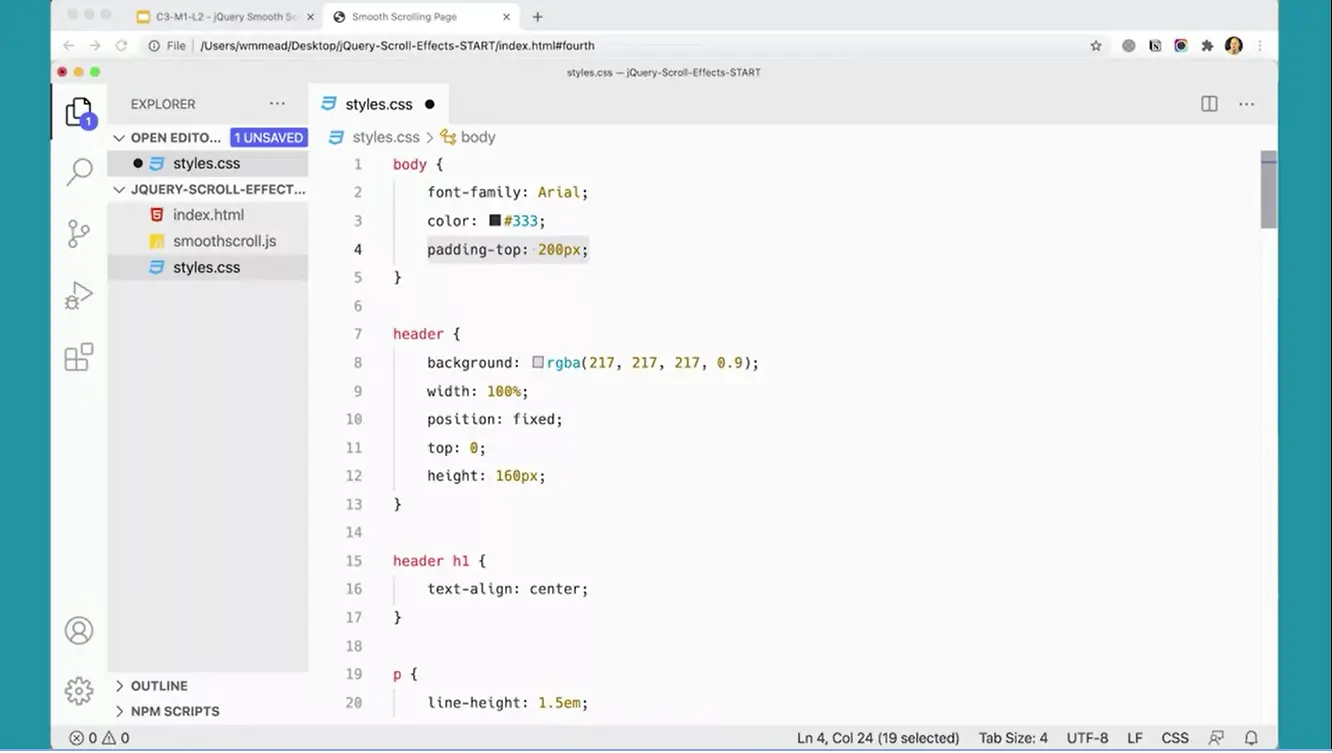 C3-M1-L2 - jQuery Smooth Sc
Smooth Scrolling Page
File /Users/wmmead/Desktop/jQuery-Scroll-Effects-START/index.html#fourth
styles.css — jQuery-Scroll-Effects-START
1
EXPLORER
styles.css
OPEN EDITO... 1 UNSAVED
styles.css > body
styles.css
JQUERY-SCROLL-EFFECT...
index.html
smoothscroll.js
styles.css
1 body {
2 font-family: Arial;
3 color: #333;
4 padding-top: 200px;
5 }
6
7 header {
8 background: rgba(217, 217, 217, 0.9);
9 width: 100%;
10 position: fixed;
11 top: 0;
12 height: 160px;
13 }
14
15 header h1 {
16 text-align: center;
17 }
18
19 p {
20 line-height: 1.5em;
OUTLINE
NPM SCRIPTS
0 0 Ln 4, Col 24 (19 selected) Tab Size: 4 UTF-8 LF CSS